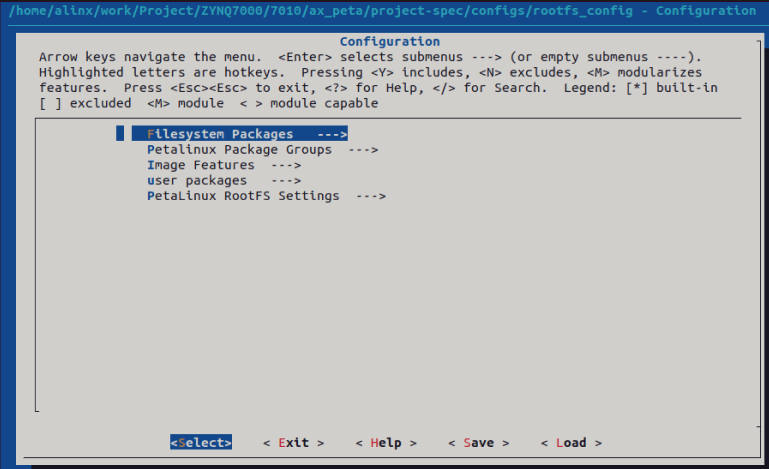 /home/alinx/work/Project/ZYNQ7000/7010/ax_peta/project-spec/configs/rootfs_config - Configuration
Configuration
Arrow keys navigate the menu.  <Enter> selects submenus ---> (or empty submenus ----).
Highlighted letters are hotkeys.  Pressing <Y> includes, <N> excludes, <M> modularizes
features.  Press <Esc><Esc> to exit, <?> for Help, </> for Search.  Legend: [*] built-in
[ ] excluded  <M> module  < > module capable
Filesystem Packages  --->
Petalinux Package Groups  --->
Image Features  --->
user packages  --->
PetaLinux RootFS Settings  --->
<Select>    < Exit >    < Help >    < Save >    < Load >